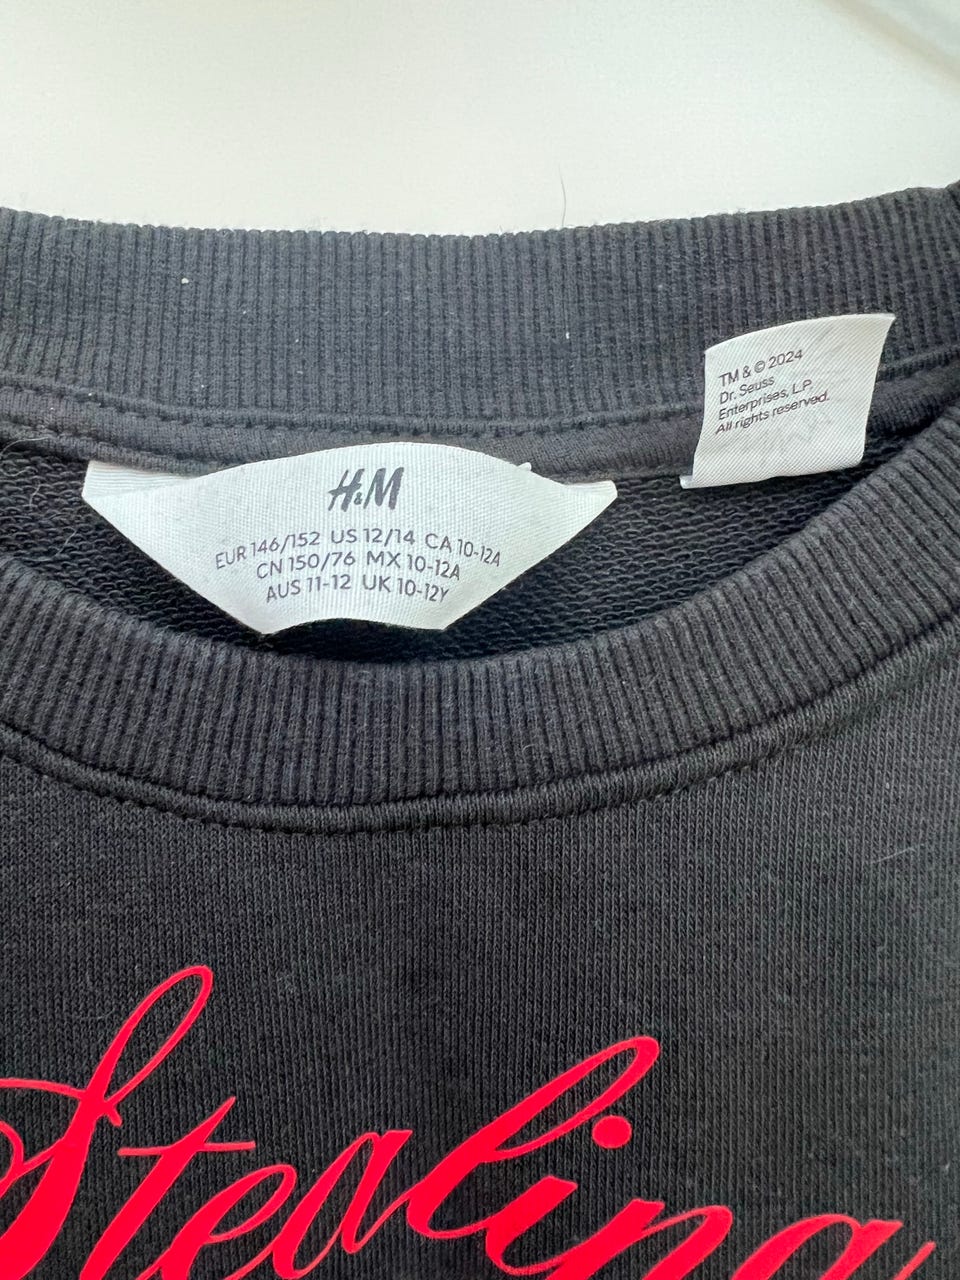 TM & © 2024
Dr. Seuss
Enterprises, L.P.
All rights reserved.
H&M
EUR 146/152 US 12/14 CA 10-12A
CN 150/76 MX 10-12A
AUS 11-12 UK 10-12Y
Stealing